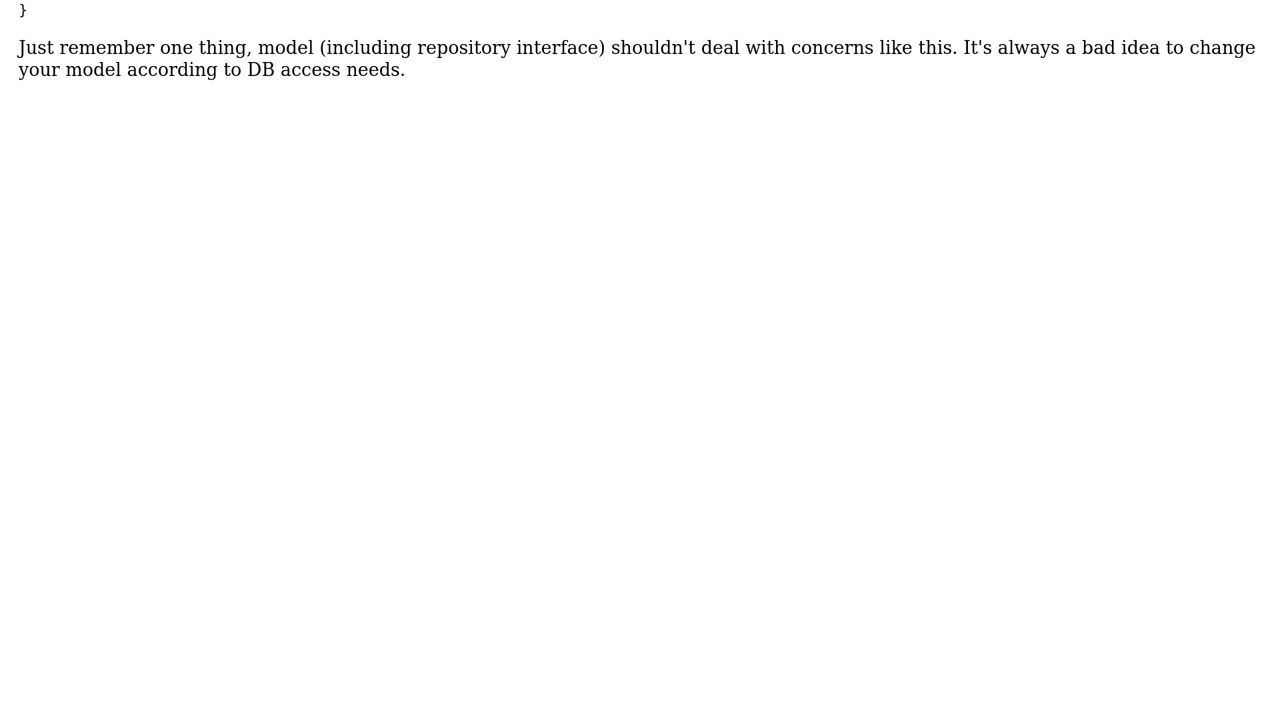 }
Just remember one thing, model (including repository interface) shouldn't deal with concerns like this. It's always a bad idea to change
your model according to DB access needs.